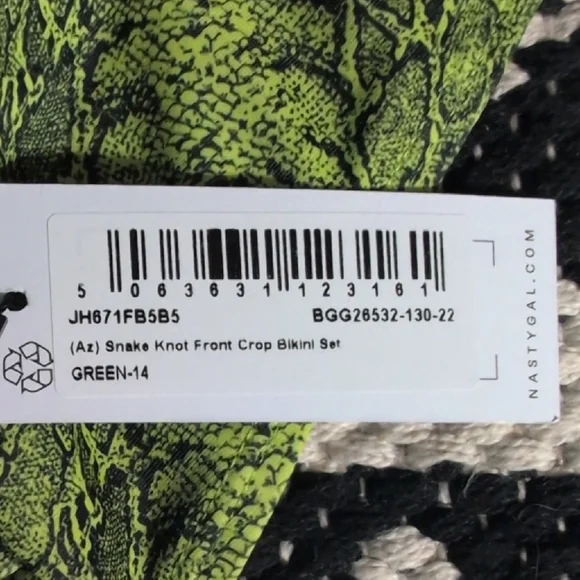 5 063631 123161
JH671FB5B5 BGG26532-130-22
(Az) Snake Knot Front Crop Bikini Set
GREEN-14
NASTYGAL.COM